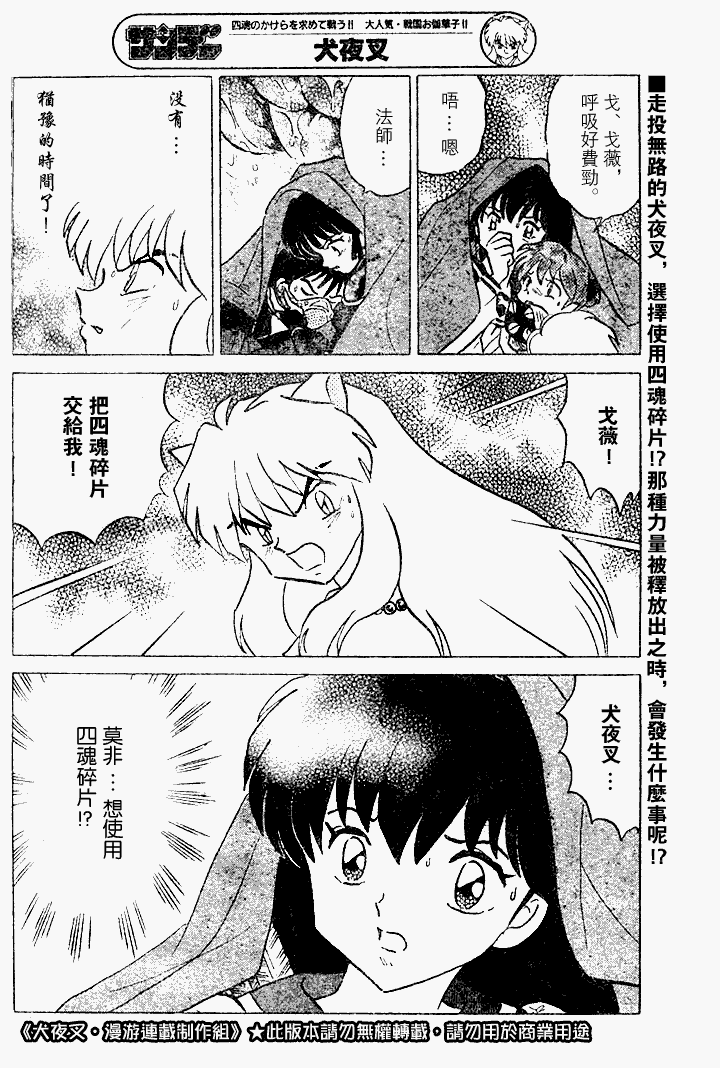 サンデー
四魂のかけらを求めて戦う!! 大人気・戦国お伽草子!!
犬夜叉
■走投無路的犬夜叉，選擇使用四魂碎片!?那種力量被釋放出之時，會發生什麼事呢!?
戈、戈薇，
呼吸好費勁。
唔…嗯
法師…
没有…
猶豫的時間了！
戈薇！
把四魂碎片
交給我！
犬夜叉…
莫非…想使用
四魂碎片!?
《犬夜叉・漫游連載制作組》★此版本請勿無權轉載・請勿用於商業用途